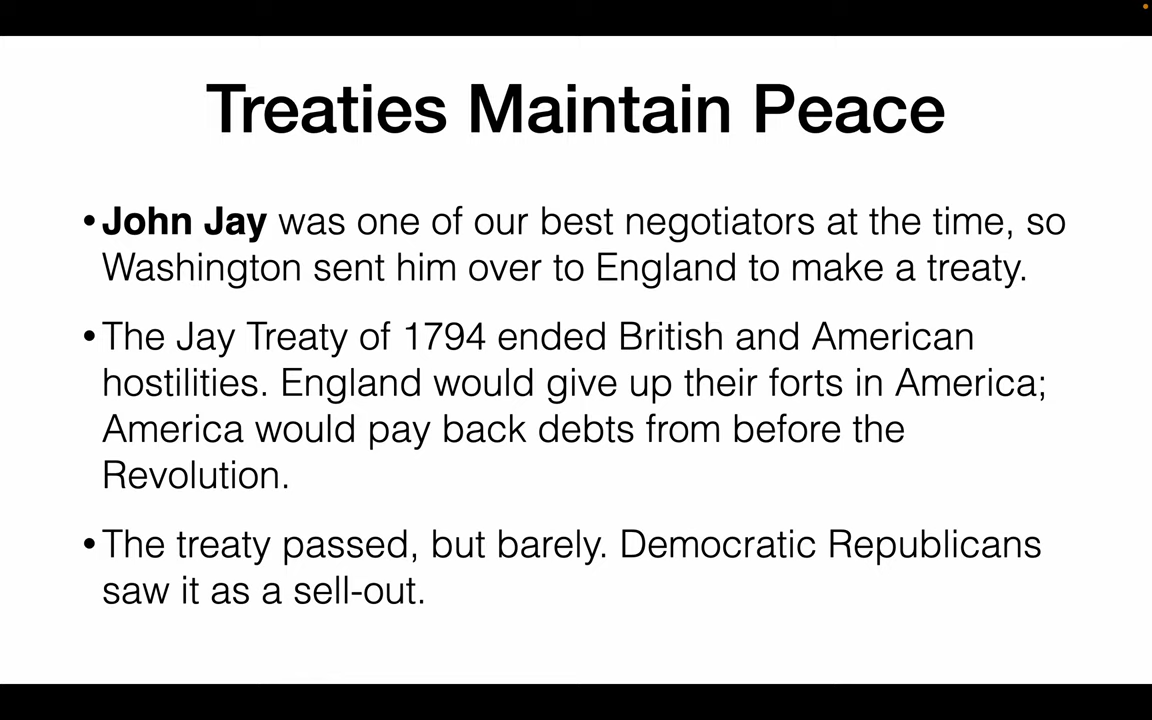 Treaties Maintain Peace
•John Jay was one of our best negotiators at the time, so
Washington sent him over to England to make a treaty.
•The Jay Treaty of 1794 ended British and American
hostilities. England would give up their forts in America;
America would pay back debts from before the
Revolution.
•The treaty passed, but barely. Democratic Republicans
saw it as a sell-out.